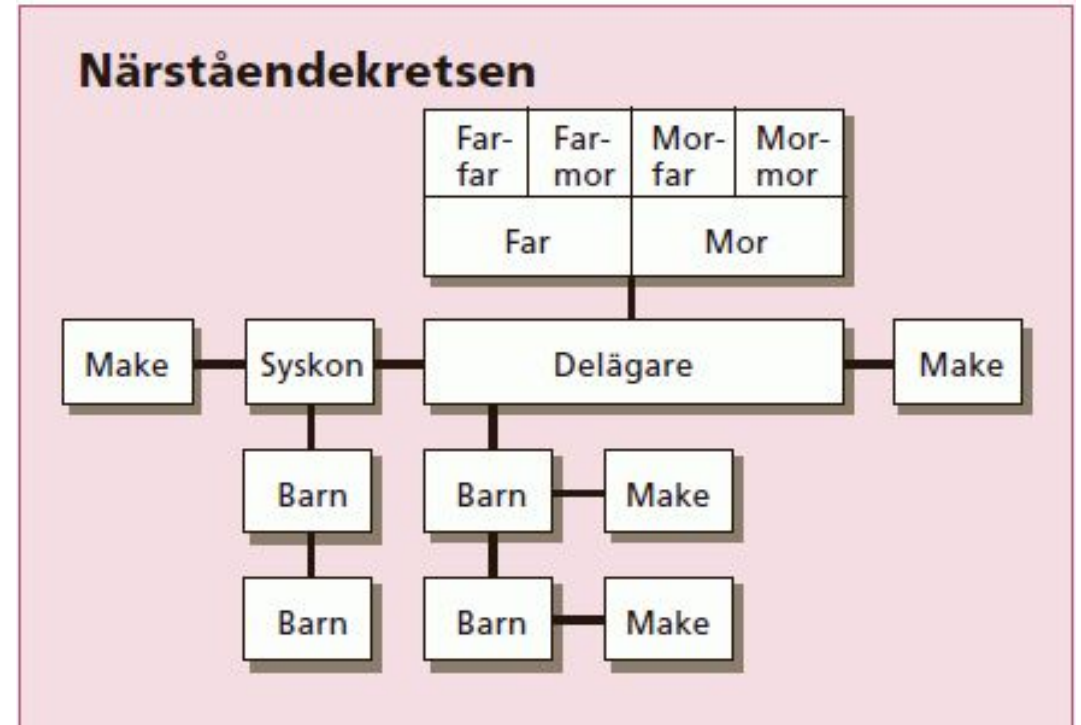 Närståendekretsen
Far- Far- Mor- Mor-
far mor far mor
Far Mor
Make Syskon Delägare Make
Barn Barn Make
Barn Barn Make